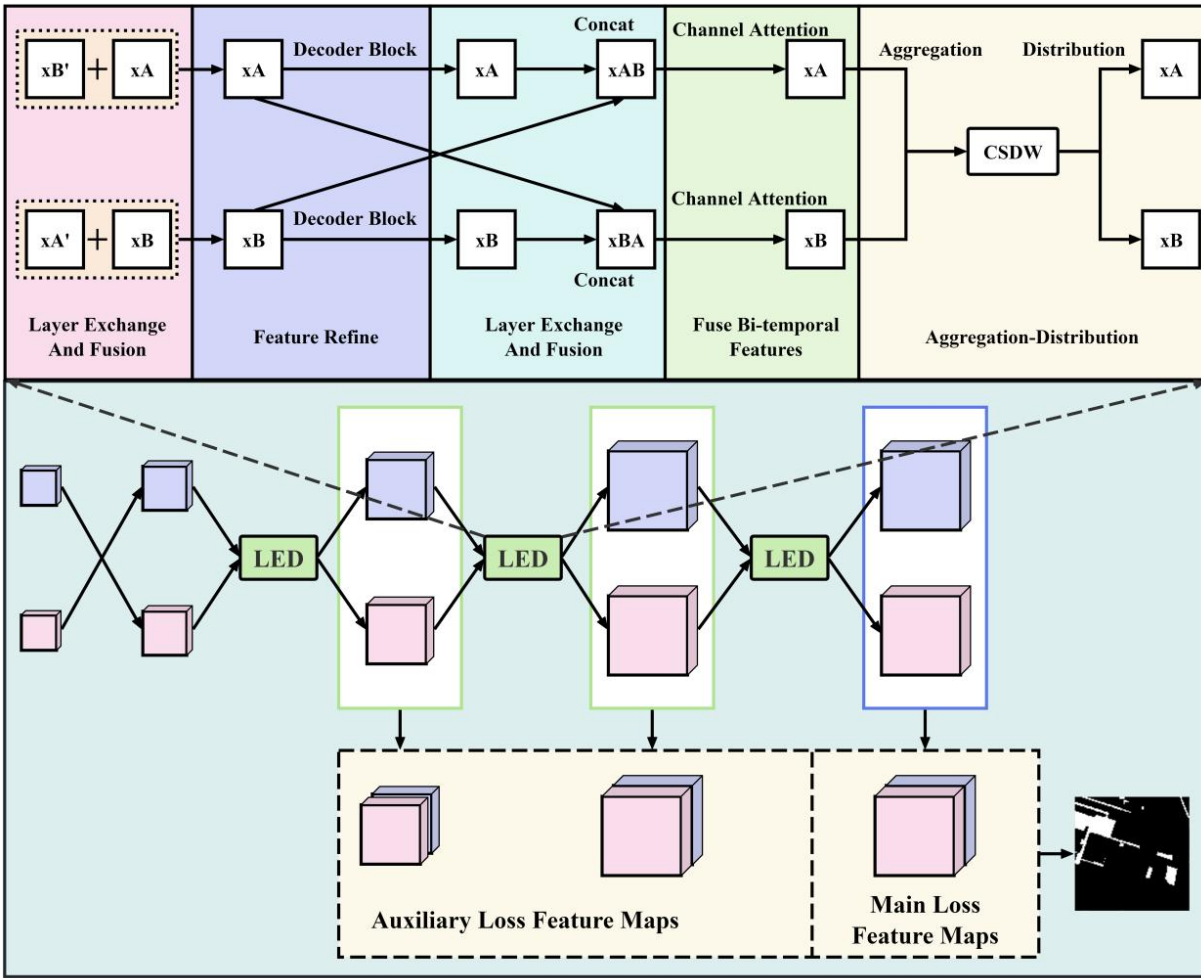 Concat
Channel Attention
Decoder Block
Aggregation
Distribution
xB' + xA
xA
xA
xAB
xA
xA
CSDW
Decoder Block
Channel Attention
xA' + xB
xB
xB
xBA
xB
xB
Concat
Layer Exchange
And Fusion
Feature Refine
Layer Exchange
And Fusion
Fuse Bi-temporal
Features
Aggregation-Distribution
LED
LED
LED
Auxiliary Loss Feature Maps
Main Loss
Feature Maps